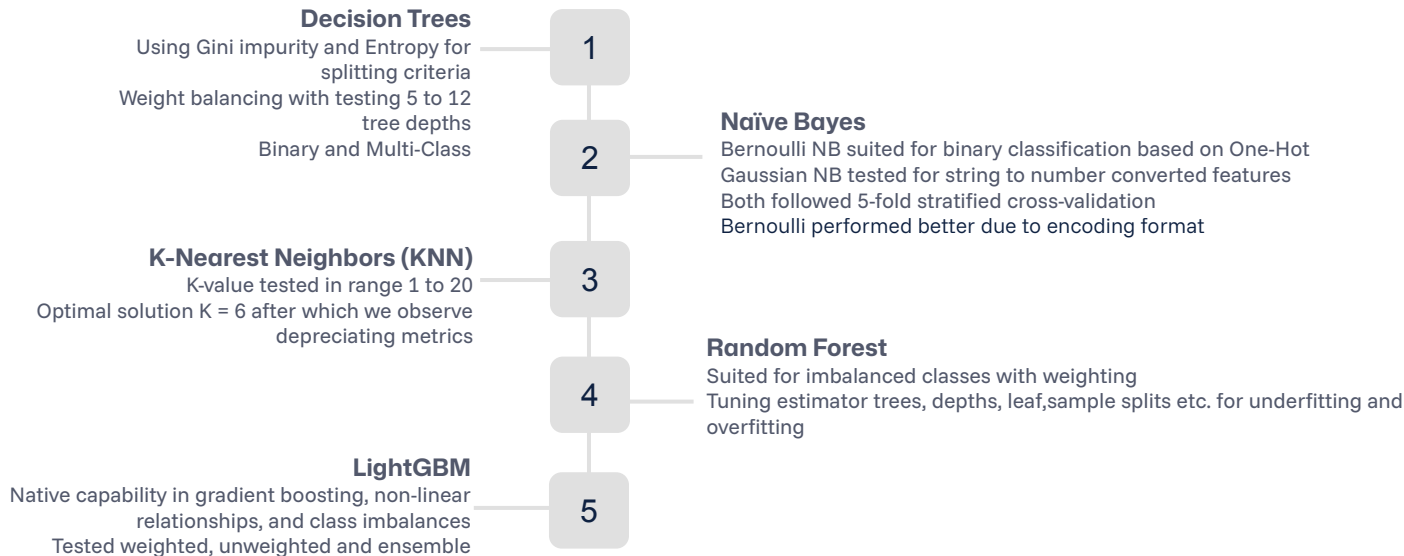 Decision Trees
Using Gini impurity and Entropy for
splitting criteria
Weight balancing with testing 5 to 12
tree depths
Binary and Multi-Class
1
Naïve Bayes
Bernoulli NB suited for binary classification based on One-Hot
Gaussian NB tested for string to number converted features
Both followed 5-fold stratified cross-validation
Bernoulli performed better due to encoding format
2
K-Nearest Neighbors (KNN)
K-value tested in range 1 to 20
Optimal solution K = 6 after which we observe
depreciating metrics
3
Random Forest
Suited for imbalanced classes with weighting
Tuning estimator trees, depths, leaf,sample splits etc. for underfitting and
overfitting
4
LightGBM
Native capability in gradient boosting, non-linear
relationships, and class imbalances
Tested weighted, unweighted and ensemble
5